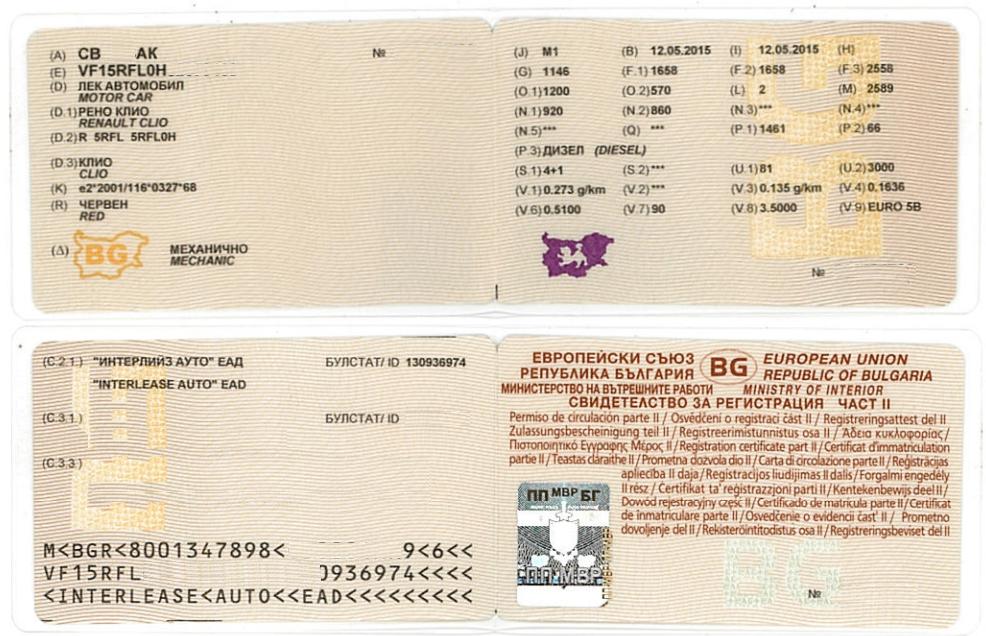 (A) СВ АК №
(E) VF15RFL0H
(D) ЛЕК АВТОМОБИЛ
MOTOR CAR
(D.1) РЕНО КЛИО
RENAULT CLIO
(D.2) R 5RFL 5RFL0H
(D.3) КЛИО
CLIO
(K) e2*2001/116*0327*68
(R) ЧЕРВЕН
RED
(Δ) BG МЕХАНИЧНО
MECHANIC
(J) M1 (B) 12.05.2015 (I) 12.05.2015 (H)
(G) 1146 (F.1) 1658 (F.2) 1658 (F.3) 2558
(O.1) 1200 (O.2) 570 (L) 2 (M) 2589
(N.1) 920 (N.2) 860 (N.3) *** (N.4) ***
(N.5) *** (Q) *** (P.1) 1461 (P.2) 66
(P.3) ДИЗЕЛ (DIESEL)
(S.1) 4+1 (S.2) *** (U.1) 81 (U.2) 3000
(V.1) 0.273 g/km (V.2) *** (V.3) 0.135 g/km (V.4) 0.1636
(V.6) 0.5100 (V.7) 90 (V.8) 3.5000 (V.9) EURO 5B
№
(C.2.1.) "ИНТЕРЛИЙЗ АУТО" ЕАД БУЛСТАТ/ ID 130936974
"INTERLEASE AUTO" EAD
(C.3.1.) БУЛСТАТ/ ID
(C.3.3.)
M<BGR<8001347898< 9<6<<
VF15RFL 0936974<<<<
<INTERLEASE<AUTO<<EAD<<<<<<<<<
ЕВРОПЕЙСКИ СЪЮЗ BG EUROPEAN UNION
РЕПУБЛИКА БЪЛГАРИЯ REPUBLIC OF BULGARIA
МИНИСТЕРСТВО НА ВЪТРЕШНИТЕ РАБОТИ MINISTRY OF INTERIOR
СВИДЕТЕЛСТВО ЗА РЕГИСТРАЦИЯ ЧАСТ II
Permiso de circulación parte II / Osvědčení o registraci část II / Registreringsattest del II
Zulassungsbescheinigung teil II / Registreerimistunnistus osa II / Άδεια κυκλοφορίας /
Πιστοποιητικό Εγγραφής Μέρος II / Registration certificate part II / Certificat d'immatriculation
partie II / Teastas cláraithe II / Prometna dozvola dio II / Carta di circolazione parte II / Reģistrācijas
apliecība II daja / Registracijos liudijimas II dalis / Forgalmi engedély
II rész / Ċertifikat ta' reġistrazzjoni parti II / Kentekenbewijs deel II /
Dowód rejestracyjny część II / Certificado de matrícula parte II / Certificat
de inmatriculare parte II / Osvedčenie o evidencii časť II / Prometno
dovoljenje del II / Rekisteröintitodistus osa II / Registreringsbeviset del II
ПП МВР БГ
ПП МВР
BG
№